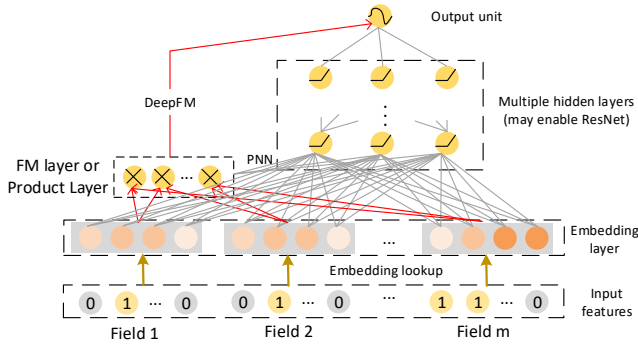 Output unit
DeepFM
Multiple hidden layers
(may enable ResNet)
PNN
FM layer or
Product Layer
...
...
Embedding
layer
...
Embedding lookup
0 1 ... 0
0 1 ... 0
...
1 1 ... 0
Input
features
Field 1
Field 2
Field m